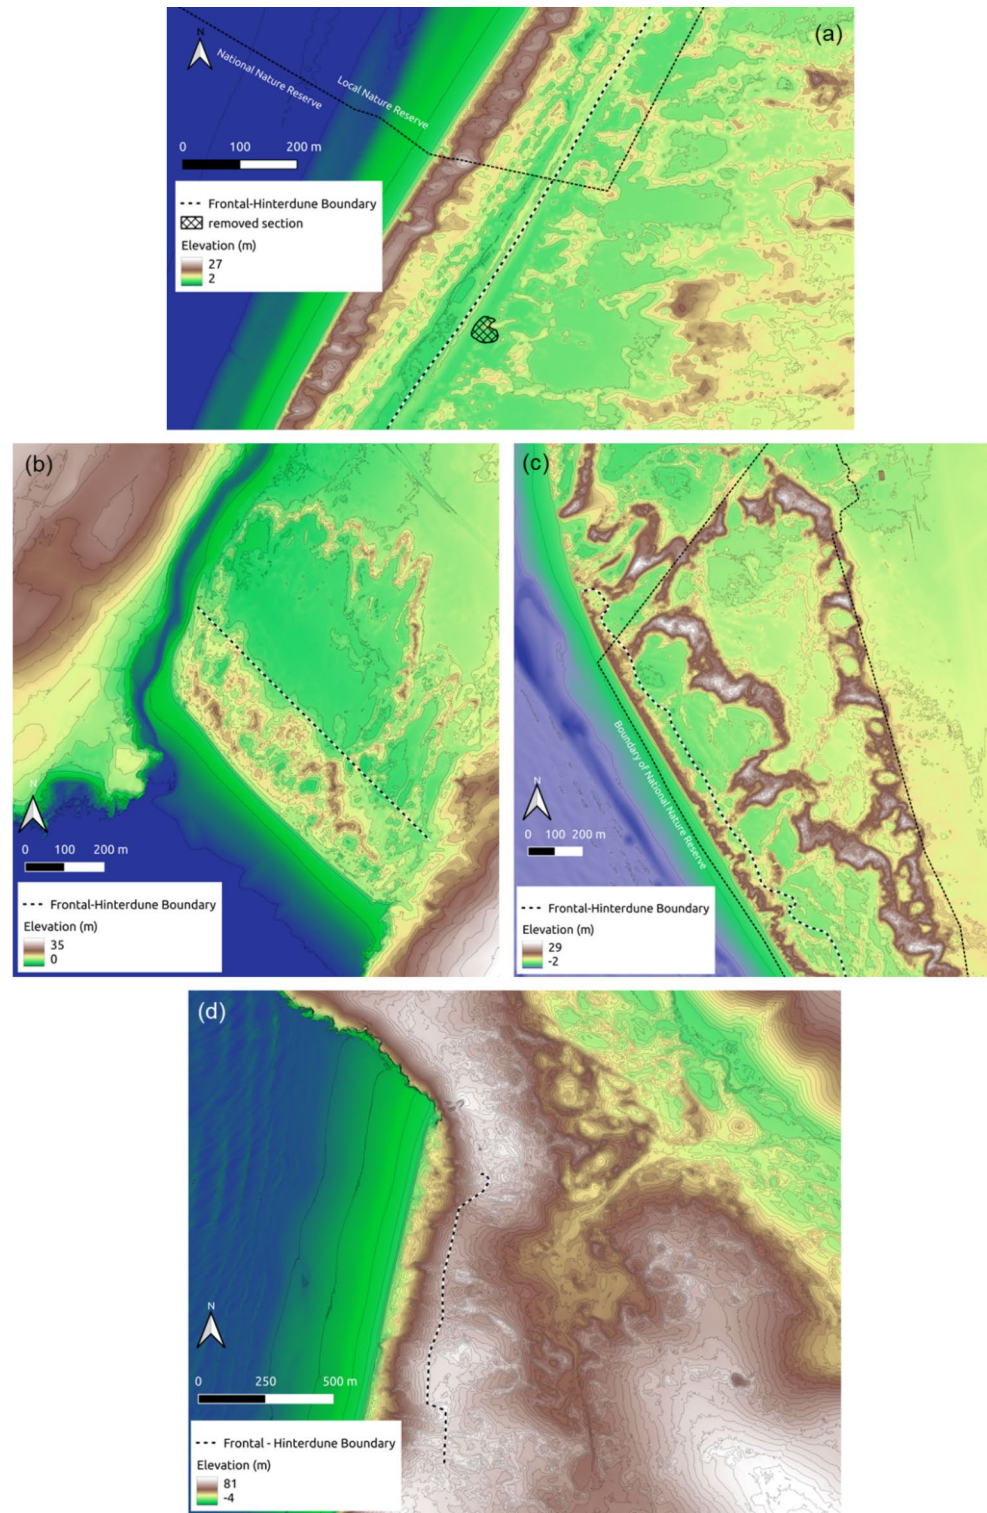 (a)
N
National Nature Reserve
Local Nature Reserve
0 100 200 m
Frontal-Hinterdune Boundary
removed section
Elevation (m)
27
2
(b)
N
0 100 200 m
Frontal-Hinterdune Boundary
Elevation (m)
35
0
(c)
Boundary of National Nature Reserve
N
0 100 200 m
Frontal-Hinterdune Boundary
Elevation (m)
29
-2
(d)
N
0 250 500 m
Frontal - Hinterdune Boundary
Elevation (m)
81
-4